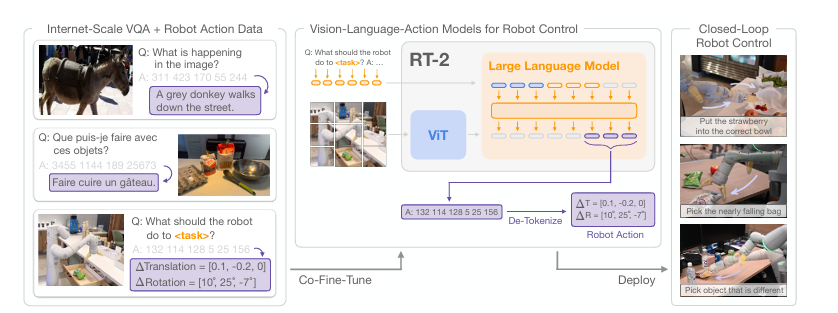 Internet-Scale VQA + Robot Action Data
Q: What is happening
in the image?
A: 311 423 170 55 244
A grey donkey walks
down the street.
Q: Que puis-je faire avec
ces objets?
A: 3455 1144 189 25673
Faire cuire un gâteau.
Q: What should the robot
do to <task>?
A: 132 114 128 5 25 156
ΔTranslation = [0.1, -0.2, 0]
ΔRotation = [10°, 25°, -7°]
Co-Fine-Tune
Vision-Language-Action Models for Robot Control
Q: What should the robot
do to <task>? A: ...
RT-2
Large Language Model
ViT
A: 132 114 128 5 25 156
De-Tokenize
ΔT = [0.1, -0.2, 0]
ΔR = [10°, 25°, -7°]
Robot Action
Deploy
Closed-Loop
Robot Control
Put the strawberry
into the correct bowl
Pick the nearly falling bag
Pick object that is different